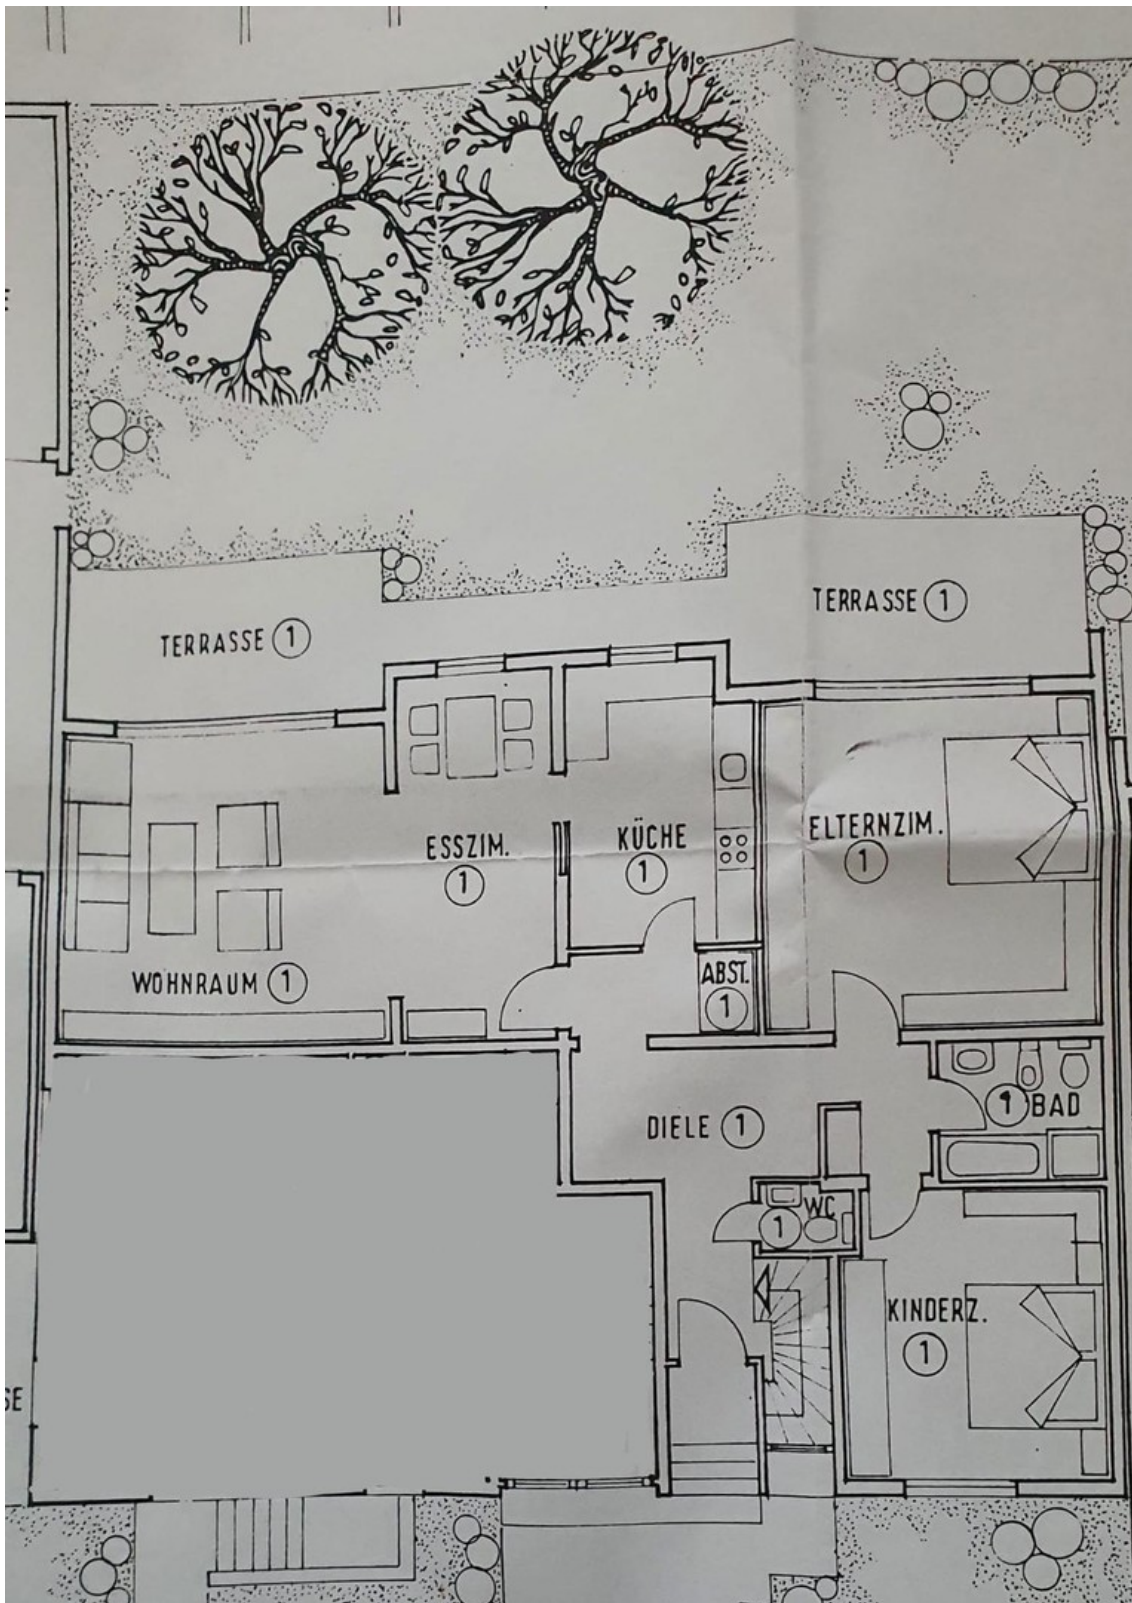 TERRASSE 1
TERRASSE 1
ESSZIM.
1
KÜCHE
1
ELTERNZIM.
1
WOHNRAUM 1
ABST.
1
DIELE 1
1 BAD
WC
1
KINDERZ.
1
SE